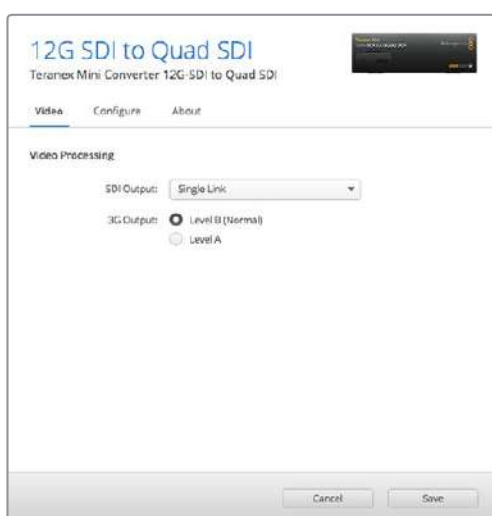 12G SDI to Quad SDI
Teranex Mini Converter 12G-SDI to Quad SDI
Video Configure About
Video Processing
SDI Output: Single Link
3G Output: Level B (Normal)
Level A
Cancel Save